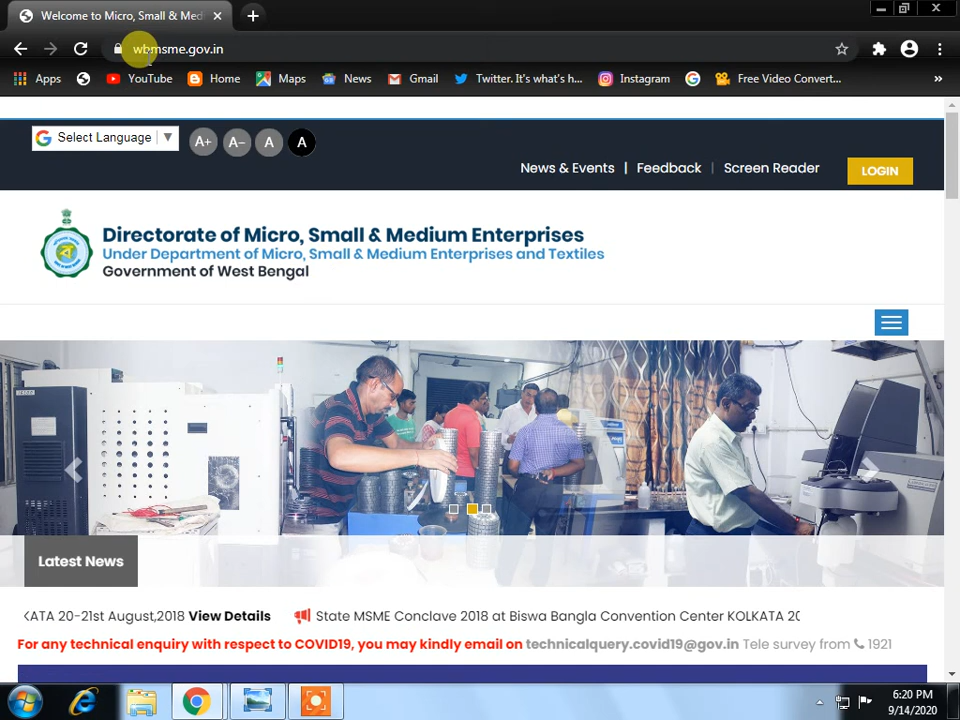 Welcome to Micro, Small & Med
wbmsme.gov.in
Apps YouTube Home Maps News Gmail Twitter. It's what's h... Instagram Free Video Convert... »
Select Language ▼ A+ A- A A
News & Events | Feedback | Screen Reader LOGIN
Directorate of Micro, Small & Medium Enterprises
Under Department of Micro, Small & Medium Enterprises and Textiles
Government of West Bengal
Latest News
KATA 20-21st August,2018 View Details State MSME Conclave 2018 at Biswa Bangla Convention Center KOLKATA 20
For any technical enquiry with respect to COVID19, you may kindly email on technicalquery.covid19@gov.in Tele survey from 1921
6:20 PM
9/14/2020